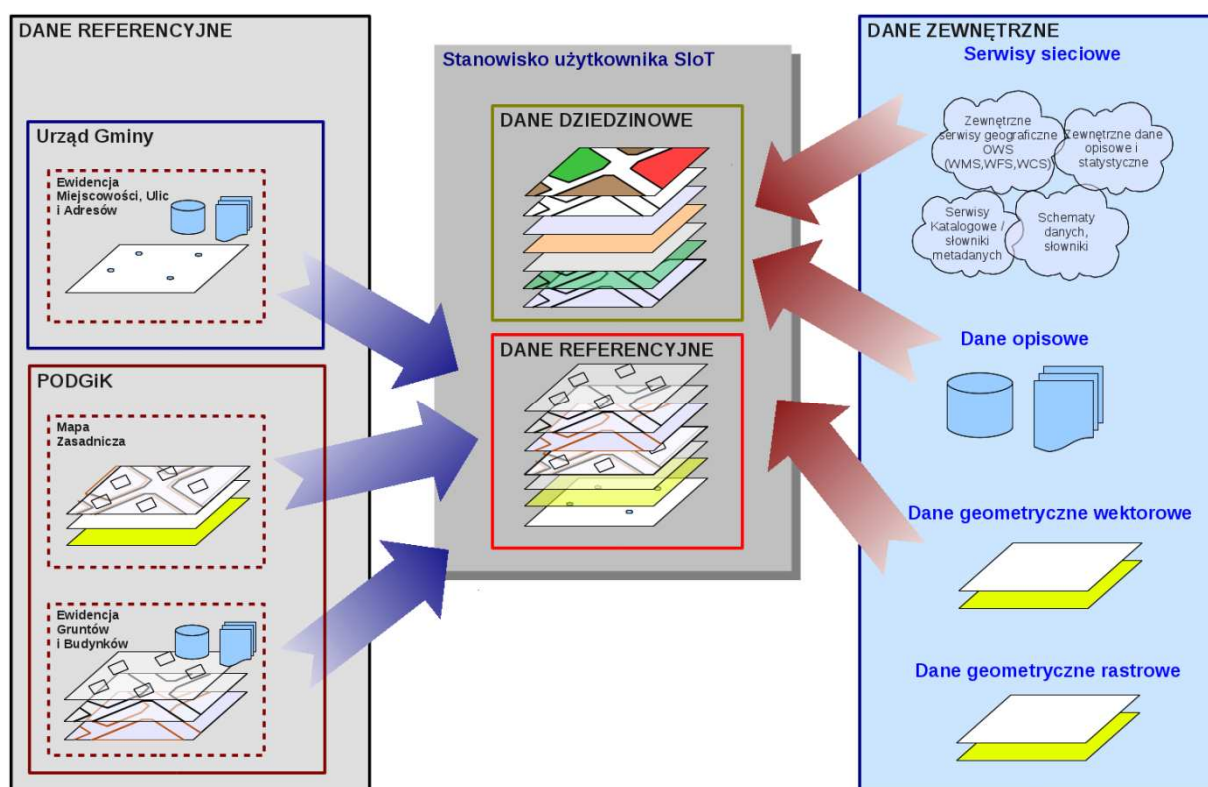 DANE REFERENCYJNE
Urząd Gminy
Ewidencja
Miejscowości, Ulic
i Adresów
PODGiK
Mapa
Zasadnicza
Ewidencja
Gruntów
i Budynków
Stanowisko użytkownika SIoT
DANE DZIEDZINOWE
DANE REFERENCYJNE
DANE ZEWNĘTRZNE
Serwisy sieciowe
Zewnętrzne
serwisy geograficzne
OWS
(WMS,WFS,WCS)
Zewnętrzne dane
opisowe i
statystyczne
Serwisy
Katalogowe /
słowniki
metadanych
Schematy
danych,
słowniki
Dane opisowe
Dane geometryczne wektorowe
Dane geometryczne rastrowe